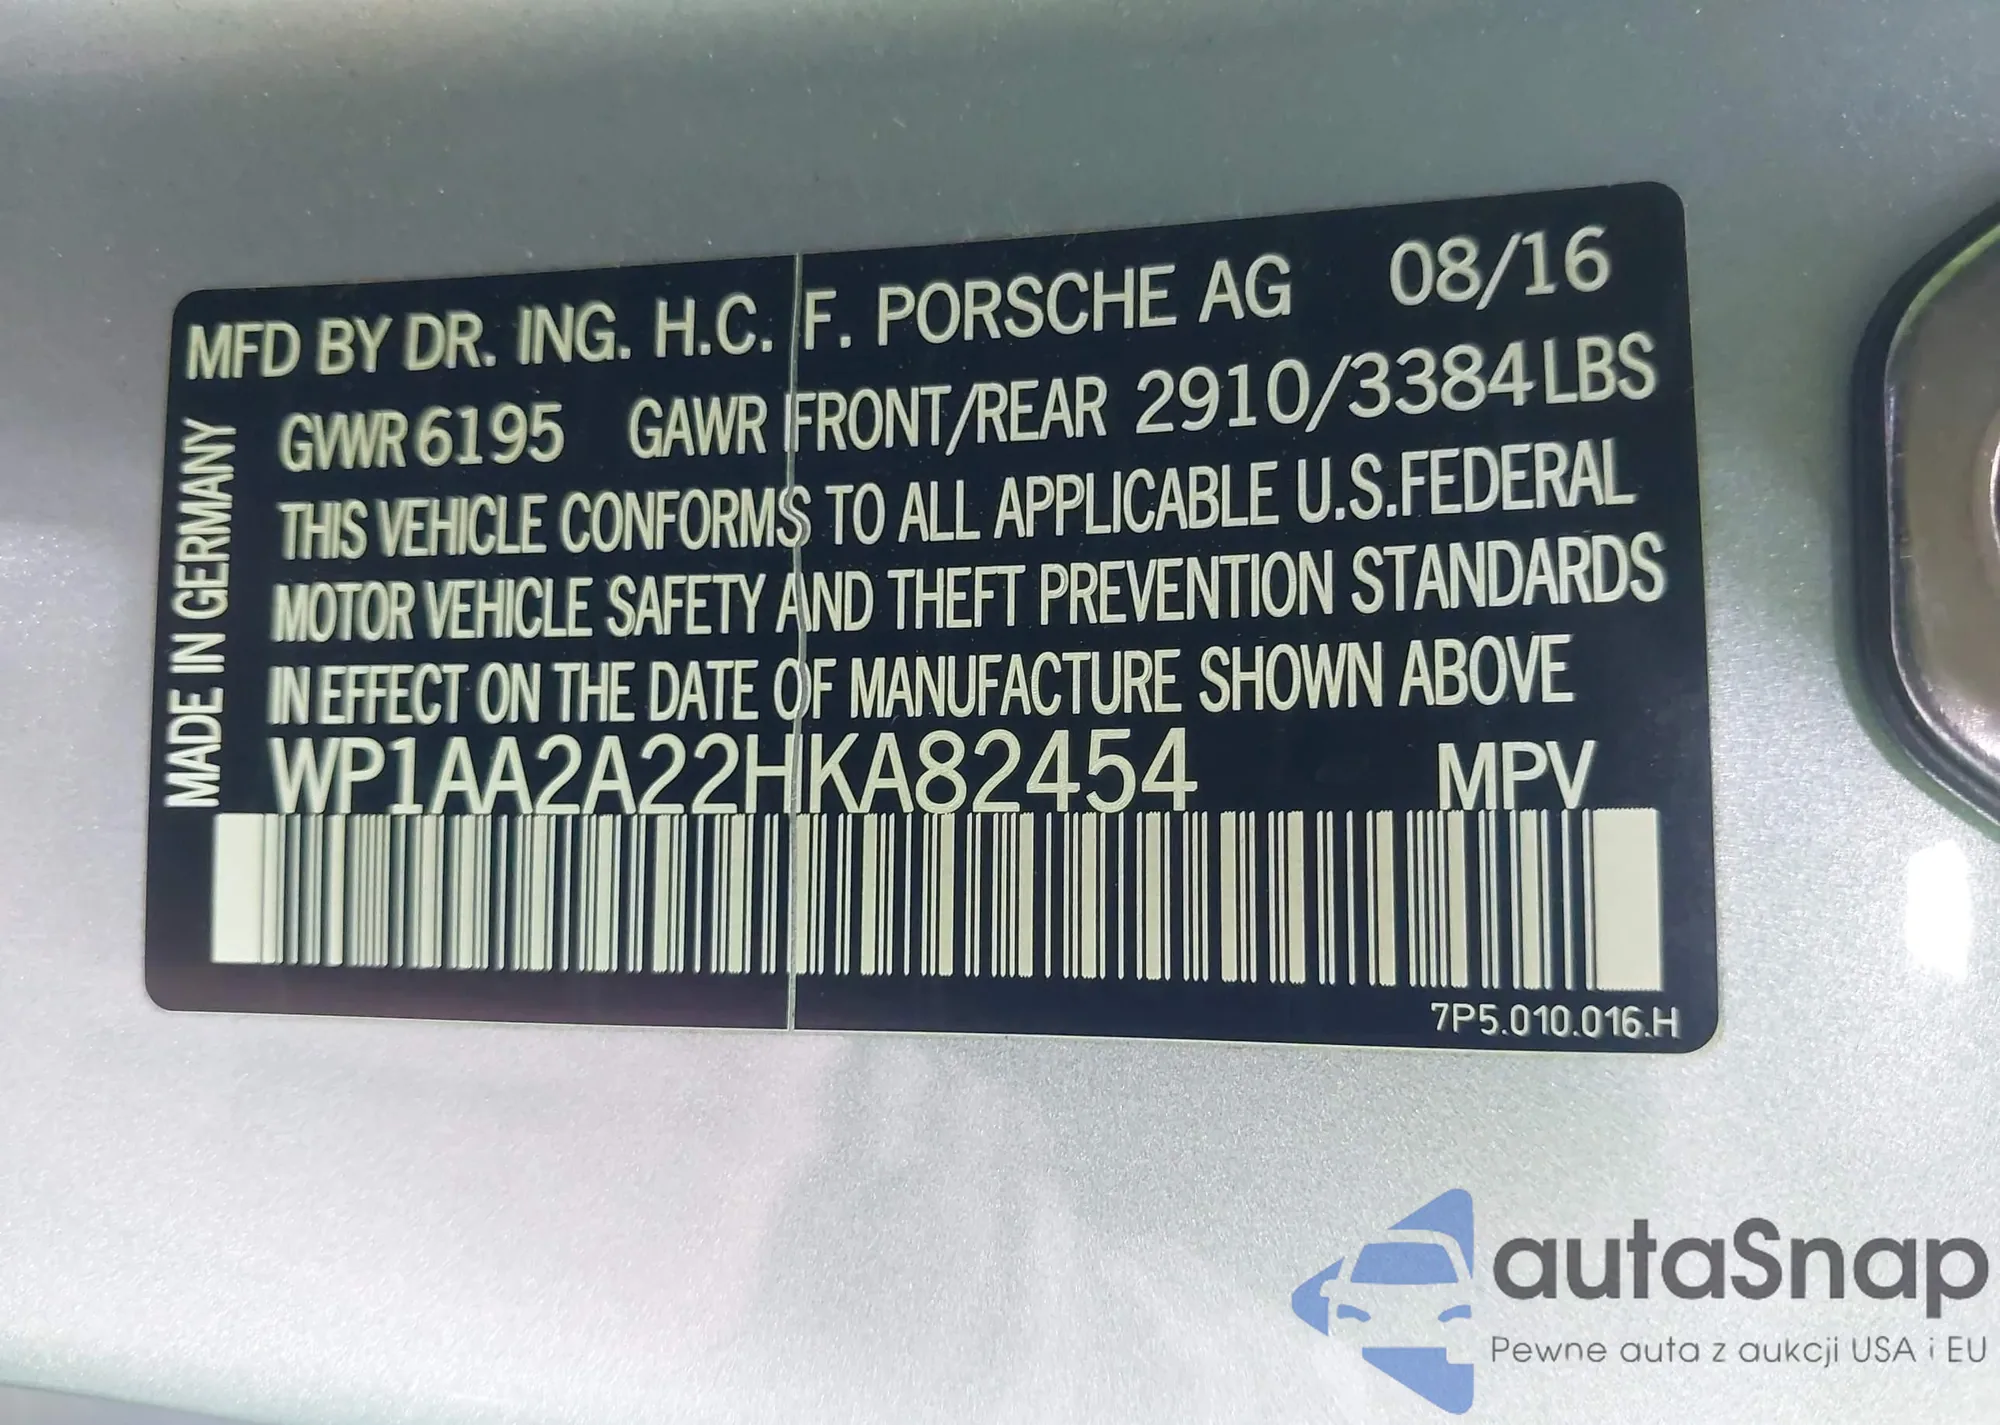 MFD BY DR. ING. H.C. F. PORSCHE AG 08/16
GVWR 6195 GAWR FRONT/REAR 2910/3384 LBS
THIS VEHICLE CONFORMS TO ALL APPLICABLE U.S.FEDERAL
MOTOR VEHICLE SAFETY AND THEFT PREVENTION STANDARDS
IN EFFECT ON THE DATE OF MANUFACTURE SHOWN ABOVE
WP1AA2A22HKA82454 MPV
MADE IN GERMANY
7P5.010.016.H
autaSnap
Pewne auta z aukcji USA i EU